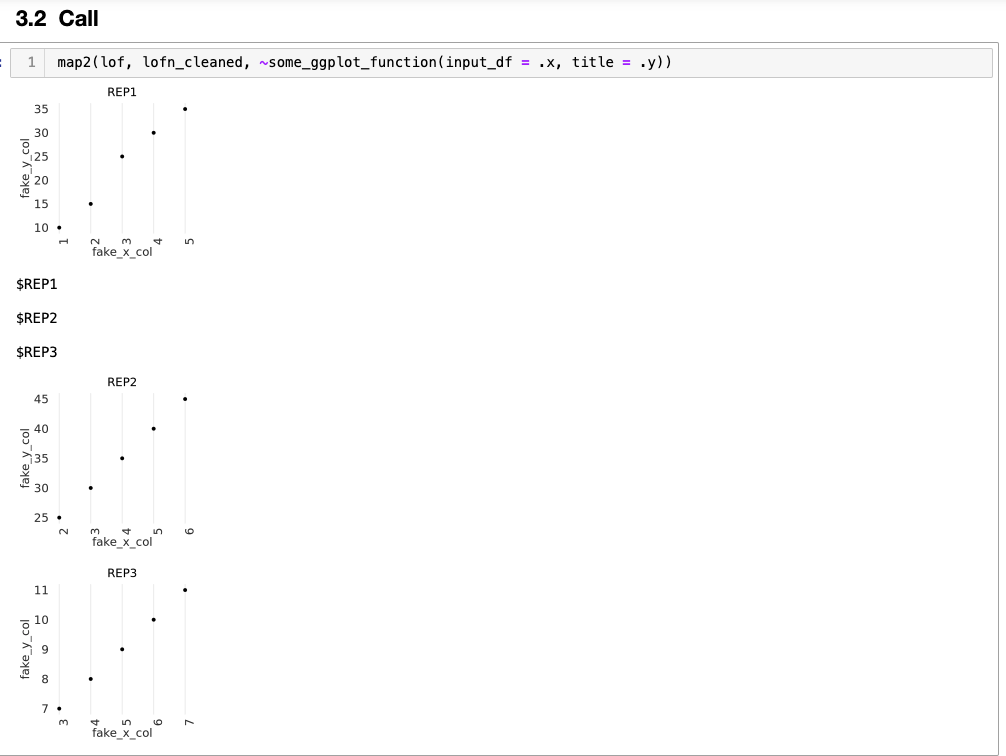 3.2 Call
1 map2(lof, lofn_cleaned, ~some_ggplot_function(input_df = .x, title = .y))
REP1
35
30
25
20
15
10
fake_y_col
1 2 3 4 5
fake_x_col
$REP1
$REP2
$REP3
REP2
45
40
35
30
25
fake_y_col
2 3 4 5 6
fake_x_col
REP3
11
10
9
8
7
fake_y_col
3 4 5 6 7
fake_x_col